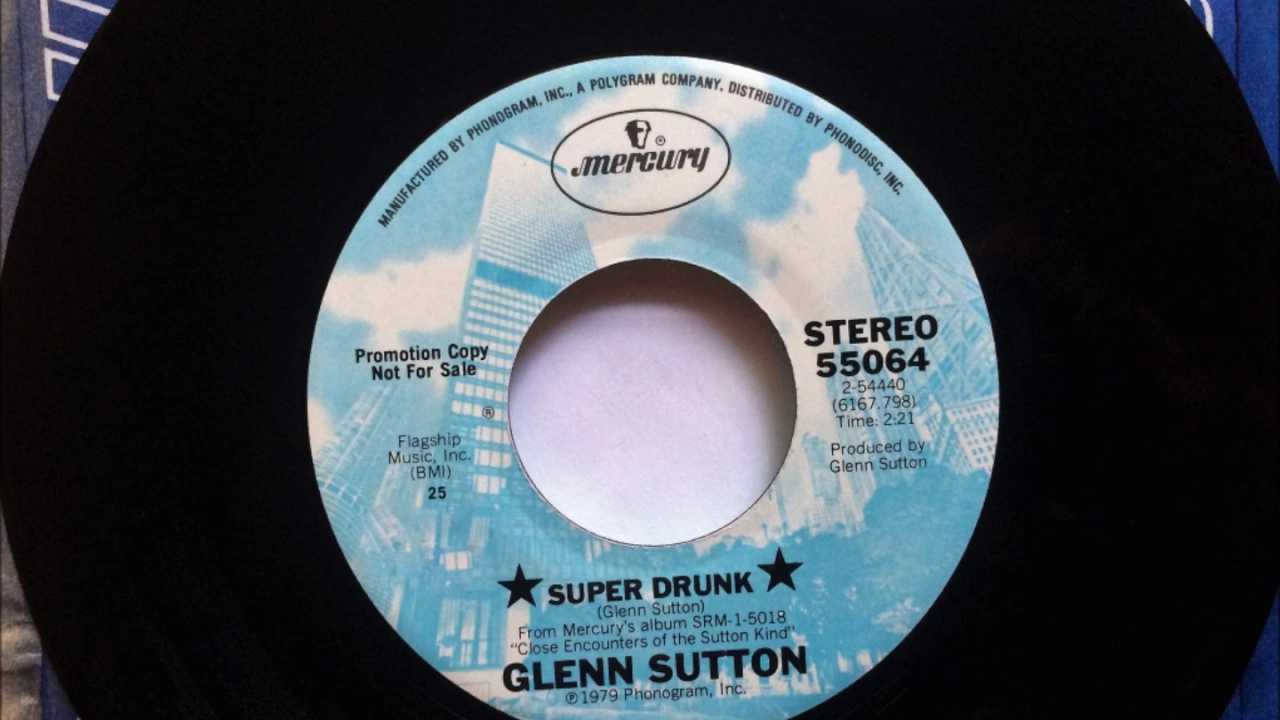 MANUFACTURED BY PHONOGRAM, INC., A POLYGRAM COMPANY. DISTRIBUTED BY PHONODISC, INC.
®
mercury
Promotion Copy
Not For Sale
®
Flagship
Music, Inc.
(BMI)
25
STEREO
55064
2-54440
(6167.798)
Time: 2:21
Produced by
Glenn Sutton
★ SUPER DRUNK ★
(Glenn Sutton)
From Mercury's album SRM-1-5018
"Close Encounters of the Sutton Kind"
GLENN SUTTON
℗1979 Phonogram, Inc.